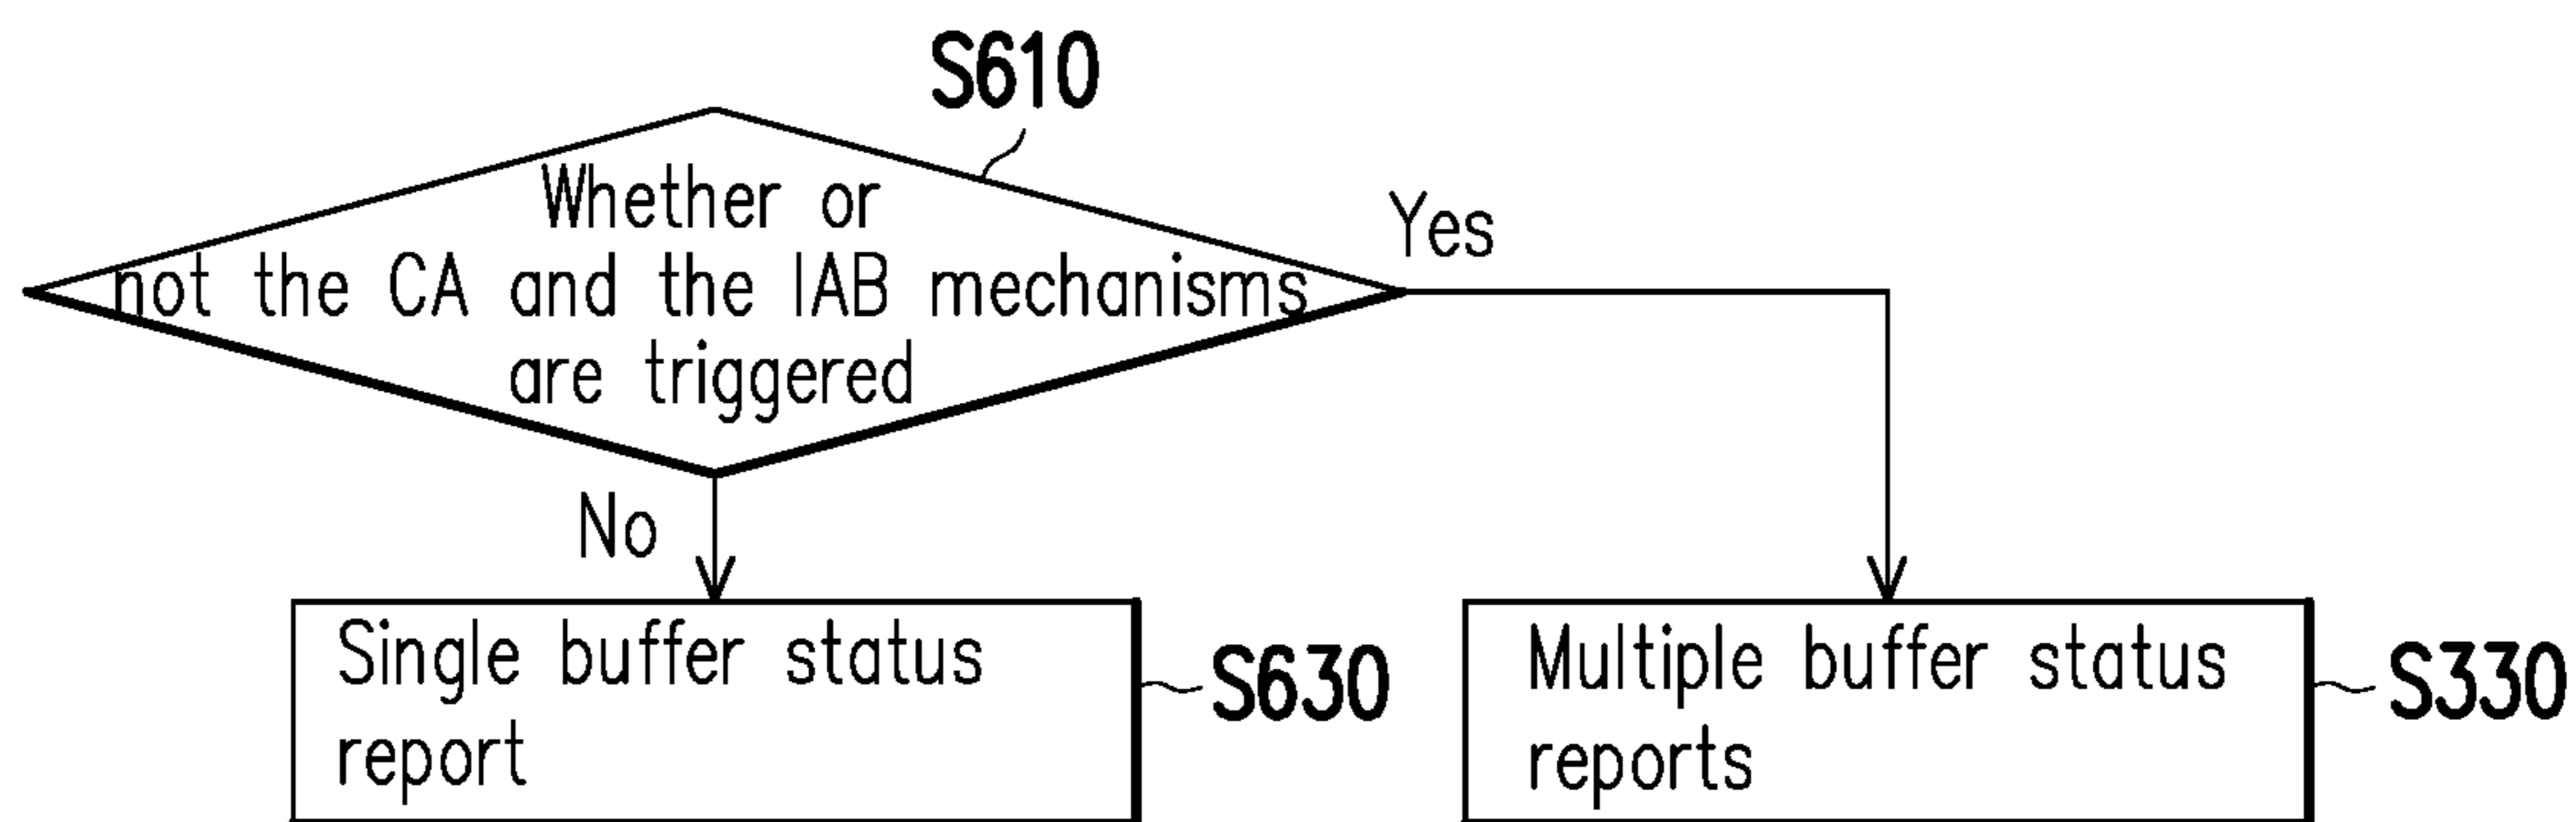 S610
Whether or
not the CA and the IAB mechanisms
are triggered
Yes
No
Single buffer status
report
S630
Multiple buffer status
reports
S330